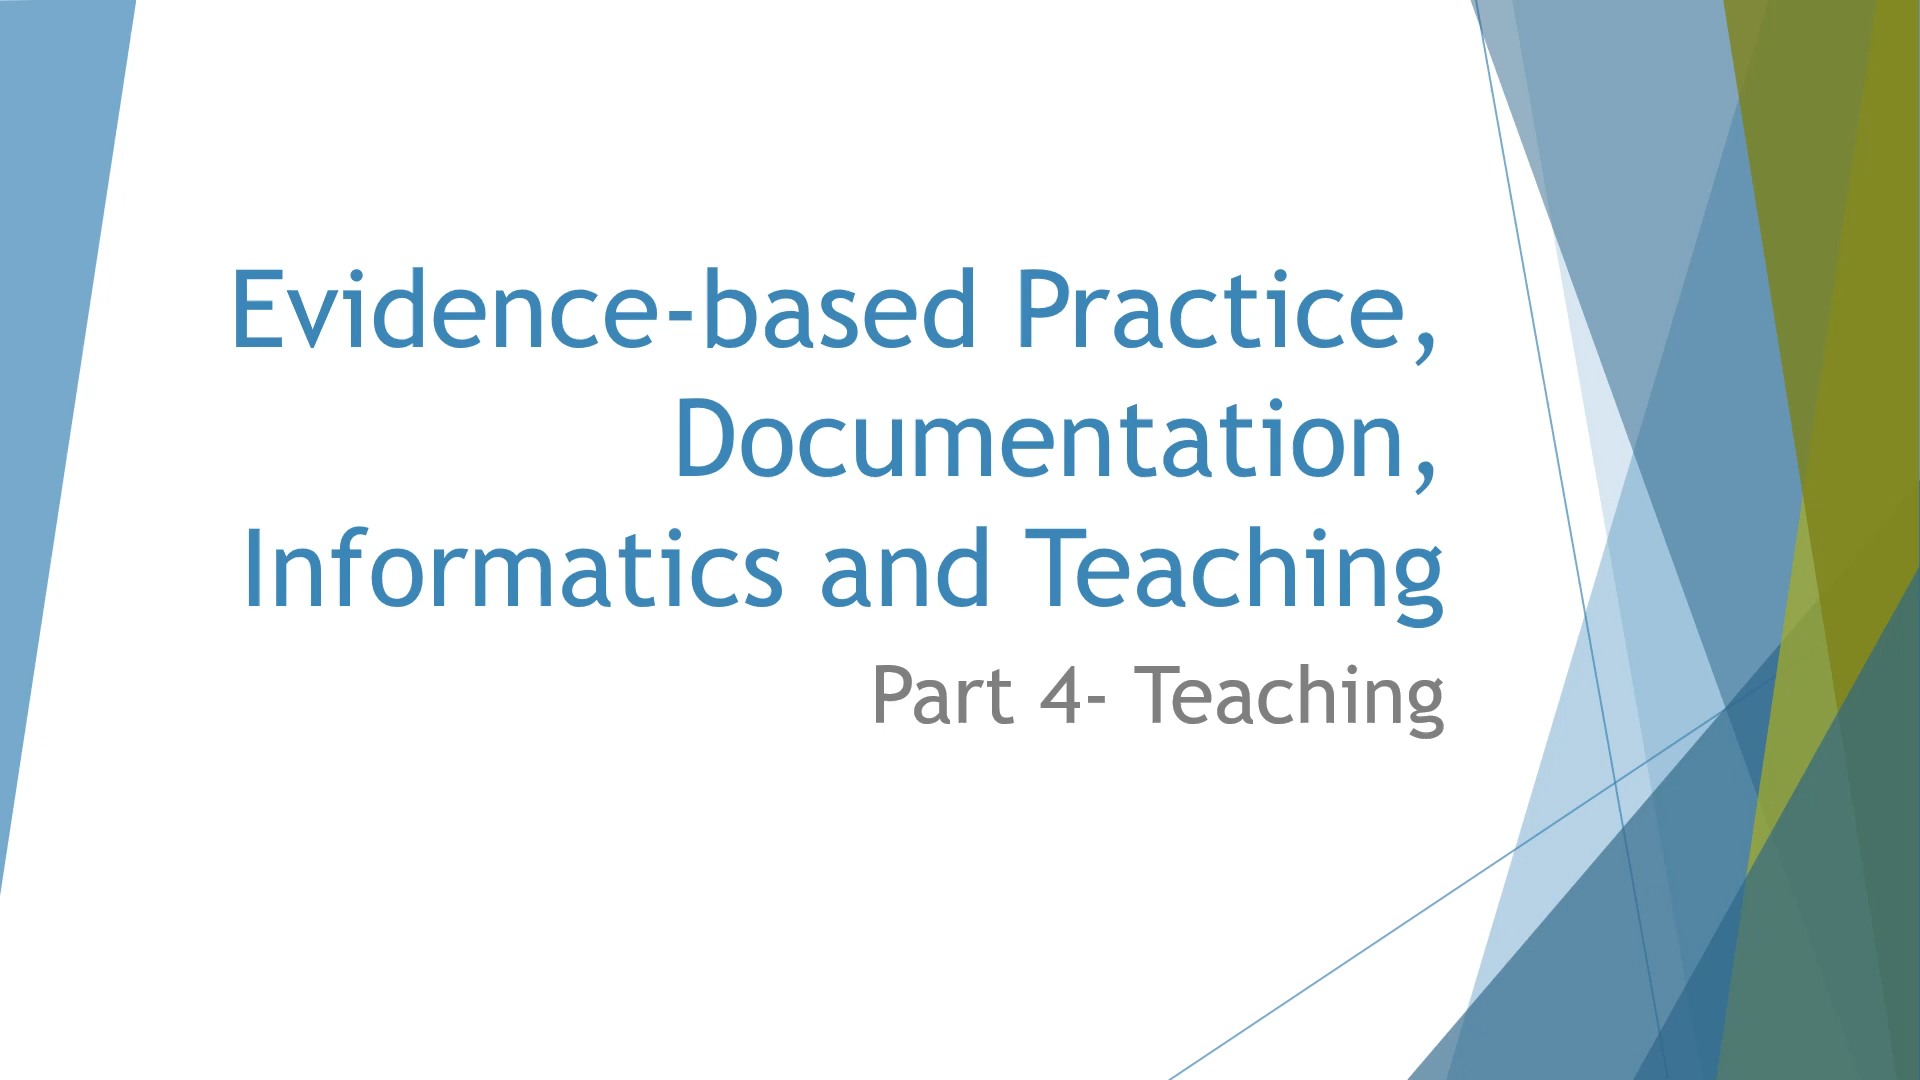 Evidence-based Practice,
Documentation,
Informatics and Teaching
Part 4- Teaching